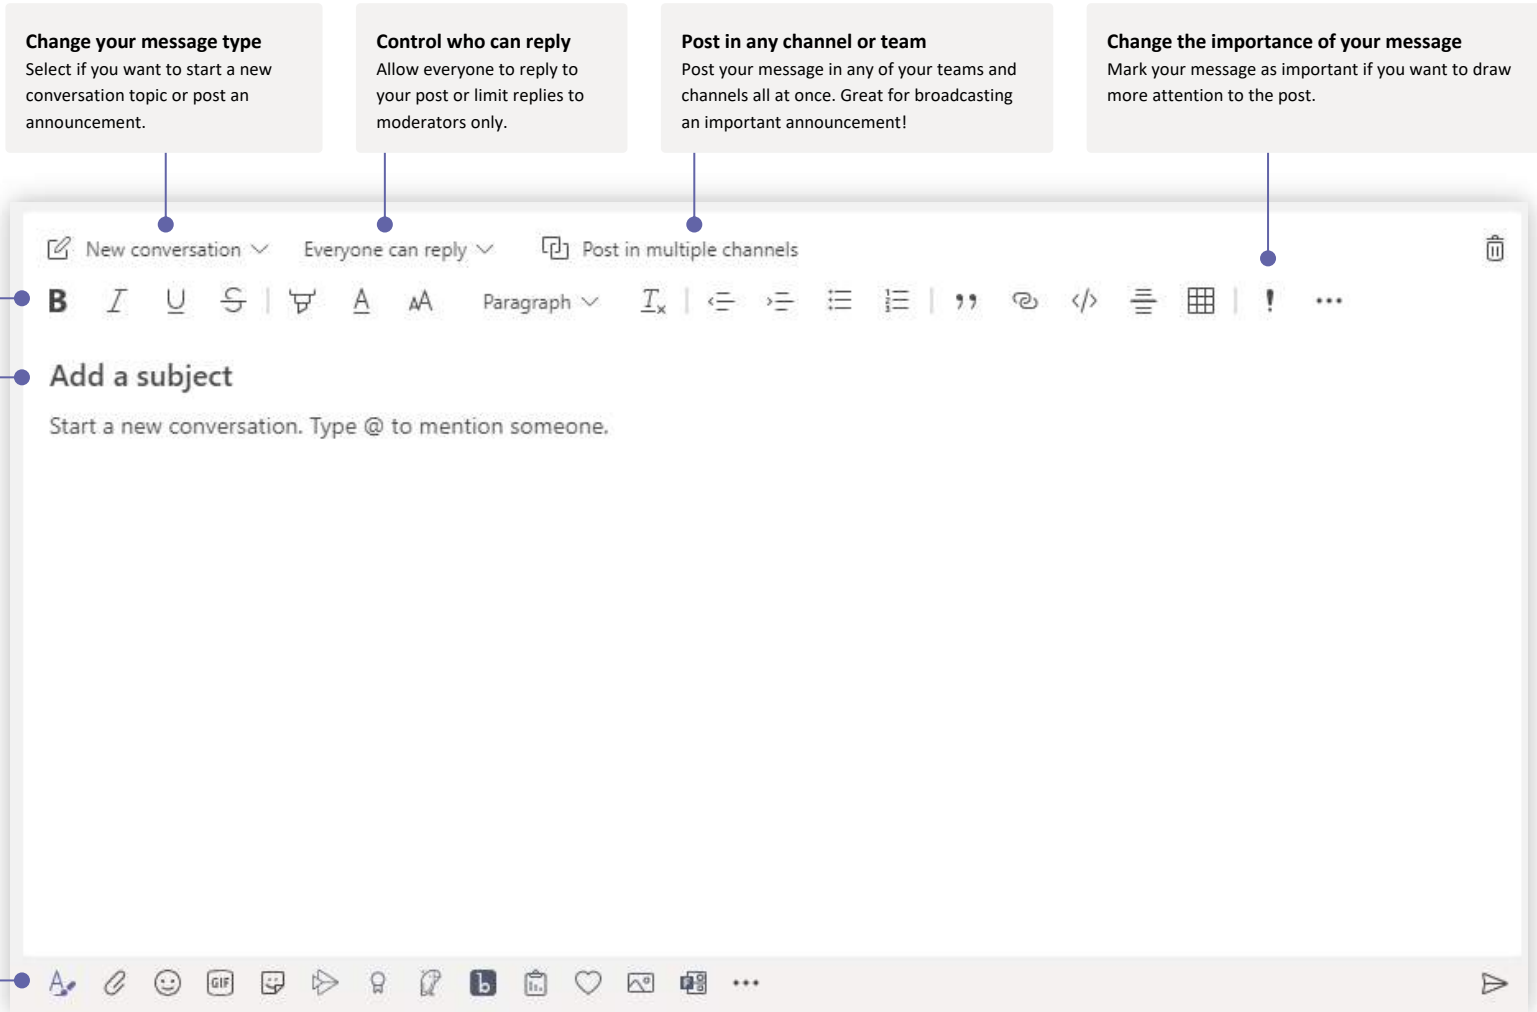 Change your message type
Select if you want to start a new
conversation topic or post an
announcement.
Control who can reply
Allow everyone to reply to
your post or limit replies to
moderators only.
Post in any channel or team
Post your message in any of your teams and
channels all at once. Great for broadcasting
an important announcement!
Change the importance of your message
Mark your message as important if you want to draw
more attention to the post.
New conversation
Everyone can reply
Post in multiple channels
B I U S A AA Paragraph Tx </> ! ...
Add a subject
Start a new conversation. Type @ to mention someone.
A GIF b ...